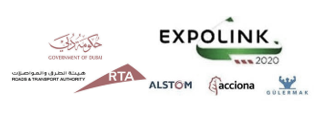 حكومة دبي
GOVERNMENT OF DUBAI
EXPOLINK
2020
هيئة الطرق والمواصلات
ROADS & TRANSPORT AUTHORITY
RTA
ALSTOM
acciona
GÜLERMAK